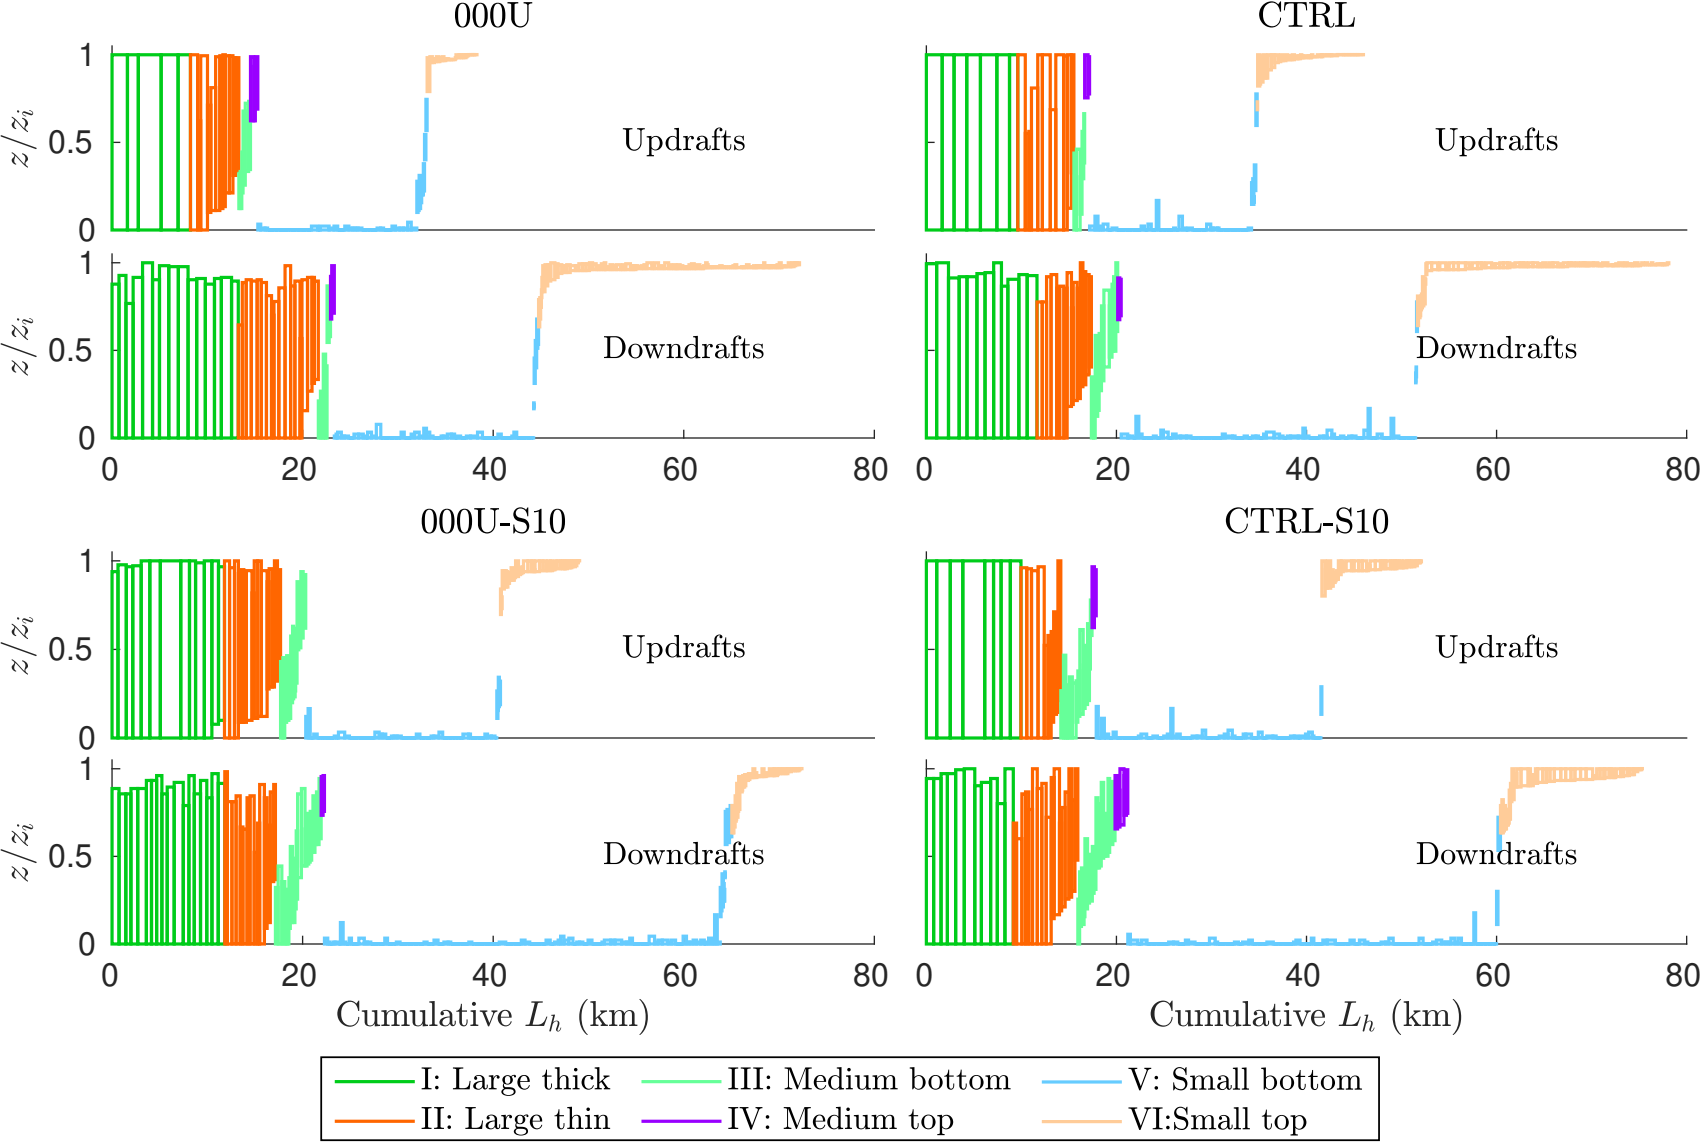 000U
CTRL
1
0.5
0
z/z_i
Updrafts
Updrafts
1
0.5
0
z/z_i
Downdrafts
Downdrafts
0 20 40 60 80
0 20 40 60 80
000U-S10
CTRL-S10
1
0.5
0
z/z_i
Updrafts
Updrafts
1
0.5
0
z/z_i
Downdrafts
Downdrafts
0 20 40 60 80
0 20 40 60 80
Cumulative L_h (km)
Cumulative L_h (km)
I: Large thick
III: Medium bottom
V: Small bottom
II: Large thin
IV: Medium top
VI:Small top